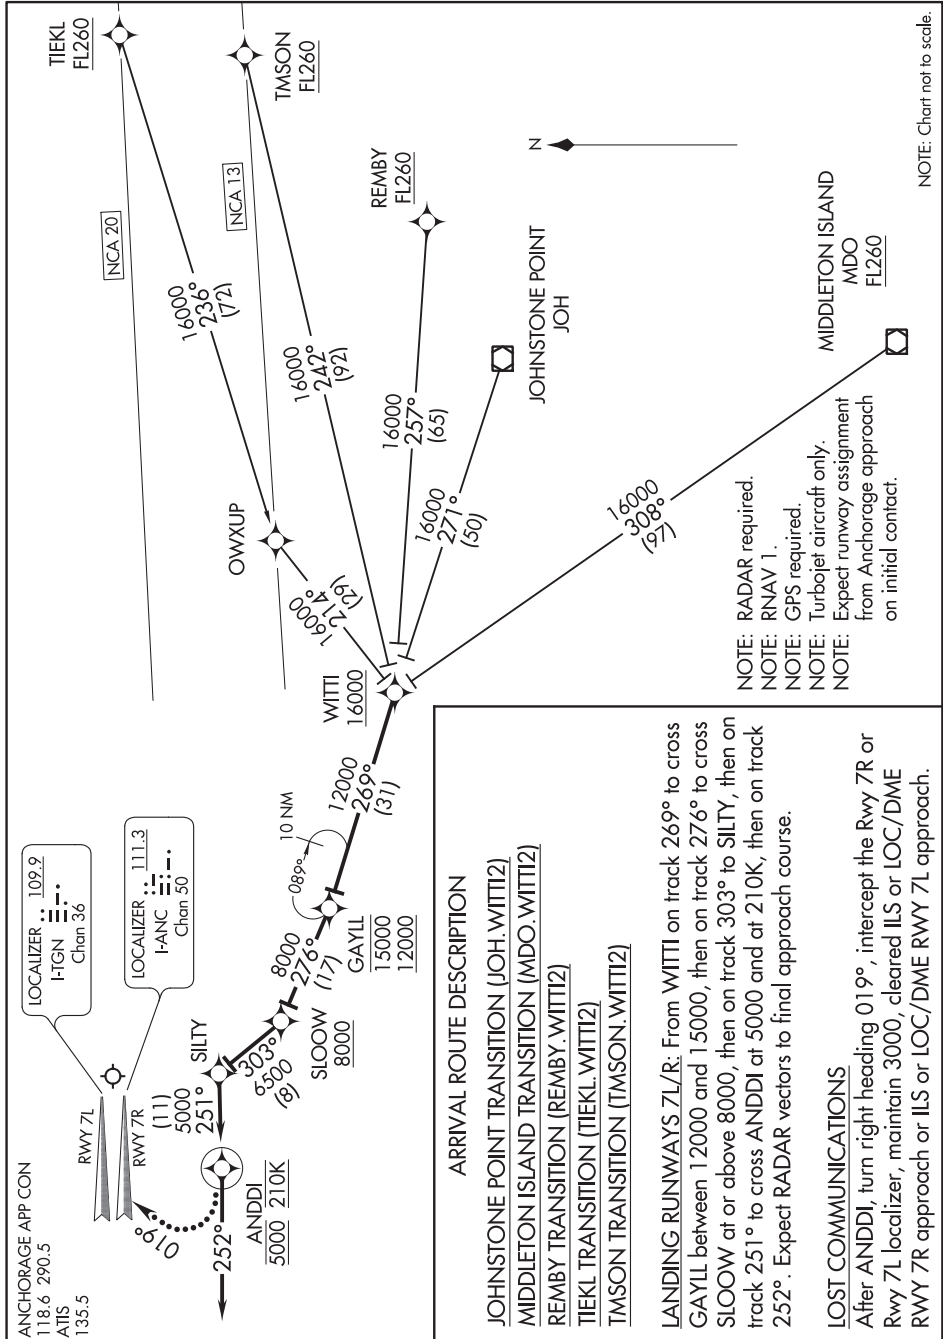 ANCHORAGE APP CON
118.6 290.5
ATIS
135.5
LOCALIZER 109.9
I-TGN
Chan 36
LOCALIZER 111.3
I-ANC
Chan 50
RWY 7L
RWY 7R
019°
252°
ANDDI
5000 210K
(11)
5000
251°
SILTY
303°
6500
(8)
SLOOW
8000
8000
276°
(17)
GAYLL
15000
12000
089°
10 NM
12000
269°
(31)
WITTI
16000
16000
214°
(29)
OWXUP
NCA 20
16000
236°
(72)
TIEKL
FL260
NCA 13
16000
242°
(92)
TMSON
FL260
16000
257°
(65)
REMBY
FL260
16000
271°
(50)
JOHNSTONE POINT
JOH
16000
308°
(97)
MIDDLETON ISLAND
MDO
FL260
N
NOTE: RADAR required.
NOTE: RNAV 1.
NOTE: GPS required.
NOTE: Turbojet aircraft only.
NOTE: Expect runway assignment
from Anchorage approach
on initial contact.
NOTE: Chart not to scale.
ARRIVAL ROUTE DESCRIPTION
JOHNSTONE POINT TRANSITION (JOH.WITTI2)
MIDDLETON ISLAND TRANSITION (MDO.WITTI2)
REMBY TRANSITION (REMBY.WITTI2)
TIEKL TRANSITION (TIEKL.WITTI2)
TMSON TRANSITION (TMSON.WITTI2)
LANDING RUNWAYS 7L/R: From WITTI on track 269° to cross
GAYLL between 12000 and 15000, then on track 276° to cross
SLOOW at or above 8000, then on track 303° to SILTY, then on
track 251° to cross ANDDI at 5000 and at 210K, then on track
252°. Expect RADAR vectors to final approach course.
LOST COMMUNICATIONS
After ANDDI, turn right heading 019°, intercept the Rwy 7R or
Rwy 7L localizer, maintain 3000, cleared ILS or LOC/DME
RWY 7R approach or ILS or LOC/DME RWY 7L approach.